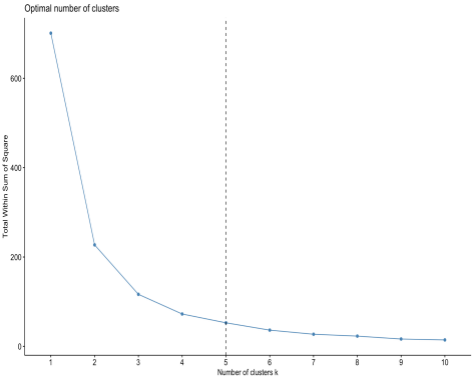 Optimal number of clusters
Total Within Sum of Square
600
400
200
0
1 2 3 4 5 6 7 8 9 10
Number of clusters k